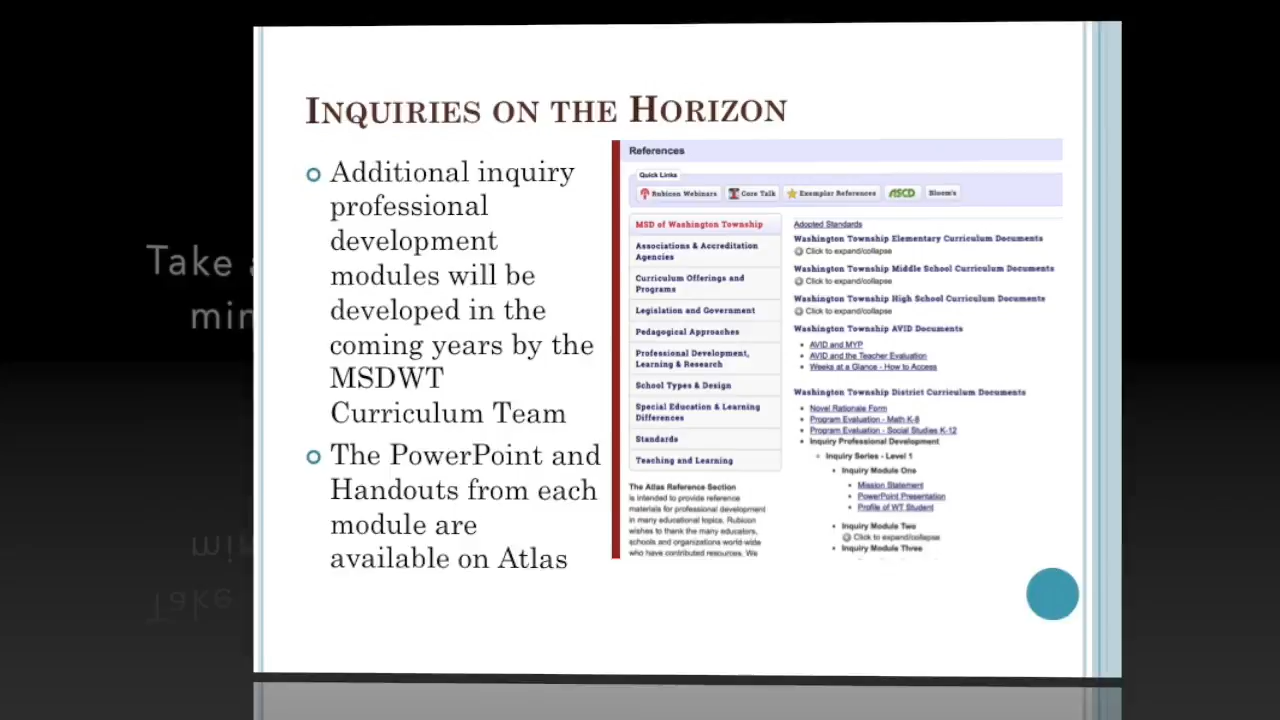 INQUIRIES ON THE HORIZON
Additional inquiry
professional
development
modules will be
developed in the
coming years by the
MSDWT
Curriculum Team
The PowerPoint and
Handouts from each
module are
available on Atlas
References
Quick Links
Rubicon Webinars
Core Talk
Exemplar References
ASCD
Bloom's
MSD of Washington Township
Associations & Accreditation
Agencies
Curriculum Offerings and
Programs
Legislation and Government
Pedagogical Approaches
Professional Development,
Learning & Research
School Types & Design
Special Education & Learning
Differences
Standards
Teaching and Learning
The Atlas Reference Section
is intended to provide reference
materials for professional development
in many educational topics. Rubicon
wishes to thank the many educators,
schools and organizations world-wide
who have contributed resources. We
Adopted Standards
Washington Township Elementary Curriculum Documents
Click to expand/collapse
Washington Township Middle School Curriculum Documents
Click to expand/collapse
Washington Township High School Curriculum Documents
Click to expand/collapse
Washington Township AVID Documents
AVID and MYP
AVID and the Teacher Evaluation
Weeks at a Glance - How to Access
Washington Township District Curriculum Documents
Novel Rationale Form
Program Evaluation - Math K-8
Program Evaluation - Social Studies K-12
Inquiry Professional Development
Inquiry Series - Level 1
Inquiry Module One
Mission Statement
PowerPoint Presentation
Profile of WT Student
Inquiry Module Two
Click to expand/collapse
Inquiry Module Three
Take